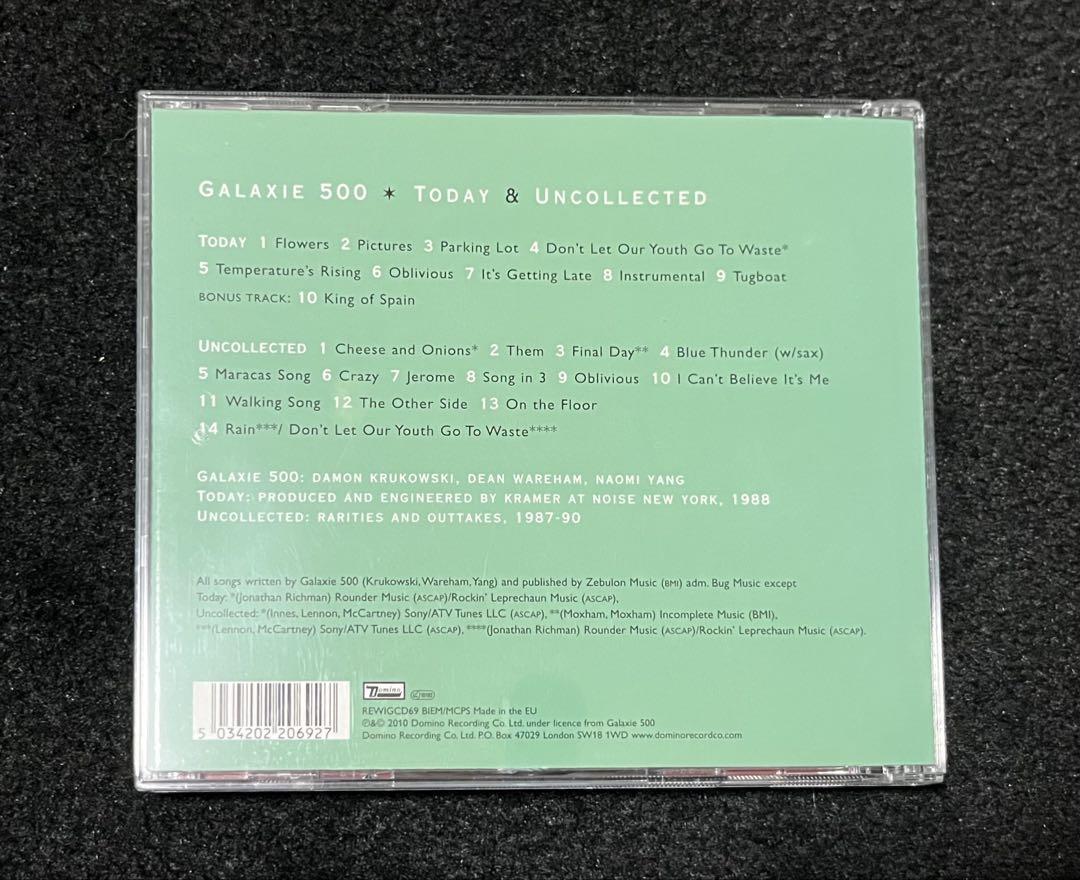 GALAXIE 500 ✶ TODAY & UNCOLLECTED
TODAY 1 Flowers 2 Pictures 3 Parking Lot 4 Don't Let Our Youth Go To Waste*
5 Temperature's Rising 6 Oblivious 7 It's Getting Late 8 Instrumental 9 Tugboat
BONUS TRACK: 10 King of Spain
UNCOLLECTED 1 Cheese and Onions* 2 Them 3 Final Day** 4 Blue Thunder (w/sax)
5 Maracas Song 6 Crazy 7 Jerome 8 Song in 3 9 Oblivious 10 I Can't Believe It's Me
11 Walking Song 12 The Other Side 13 On the Floor
14 Rain***/ Don't Let Our Youth Go To Waste****
GALAXIE 500: DAMON KRUKOWSKI, DEAN WAREHAM, NAOMI YANG
TODAY: PRODUCED AND ENGINEERED BY KRAMER AT NOISE NEW YORK, 1988
UNCOLLECTED: RARITIES AND OUTTAKES, 1987-90
All songs written by Galaxie 500 (Krukowski, Wareham, Yang) and published by Zebulon Music (BMI) adm. Bug Music except
Today: *(Jonathan Richman) Rounder Music (ASCAP)/Rockin' Leprechaun Music (ASCAP),
Uncollected: *(Innes, Lennon, McCartney) Sony/ATV Tunes LLC (ASCAP), **(Moxham, Moxham) Incomplete Music (BMI),
***(Lennon, McCartney) Sony/ATV Tunes LLC (ASCAP), ****(Jonathan Richman) Rounder Music (ASCAP)/Rockin' Leprechaun Music (ASCAP).
Domino
5 034202 206927
REWIGCD69 BIEM/MCPS Made in the EU
℗&© 2010 Domino Recording Co. Ltd. under licence from Galaxie 500
Domino Recording Co. Ltd. P.O. Box 47029 London SW18 1WD www.dominorecordco.com